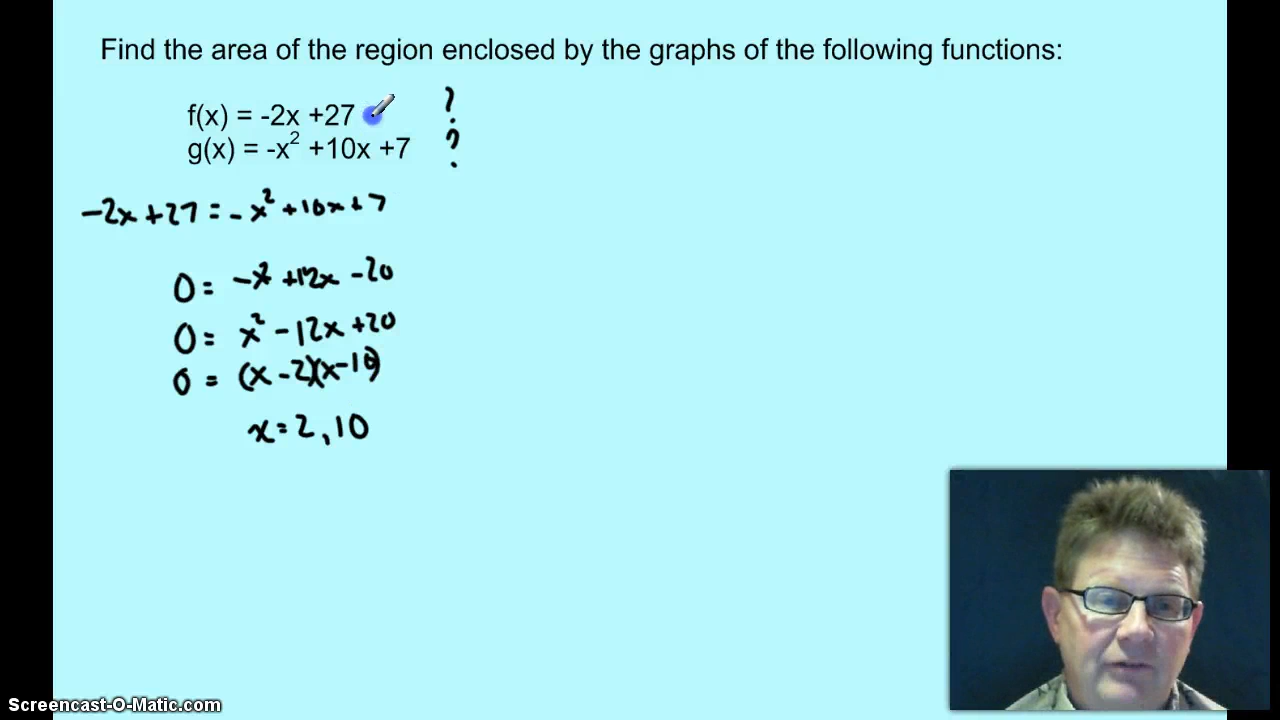 Find the area of the region enclosed by the graphs of the following functions:
f(x) = -2x +27 ?
g(x) = -x² +10x +7 ?
-2x +27 = -x² +10x +7
0 = -x² +12x -20
0 = x² -12x +20
0 = (x -2)(x -10)
x = 2, 10
Screencast-O-Matic.com